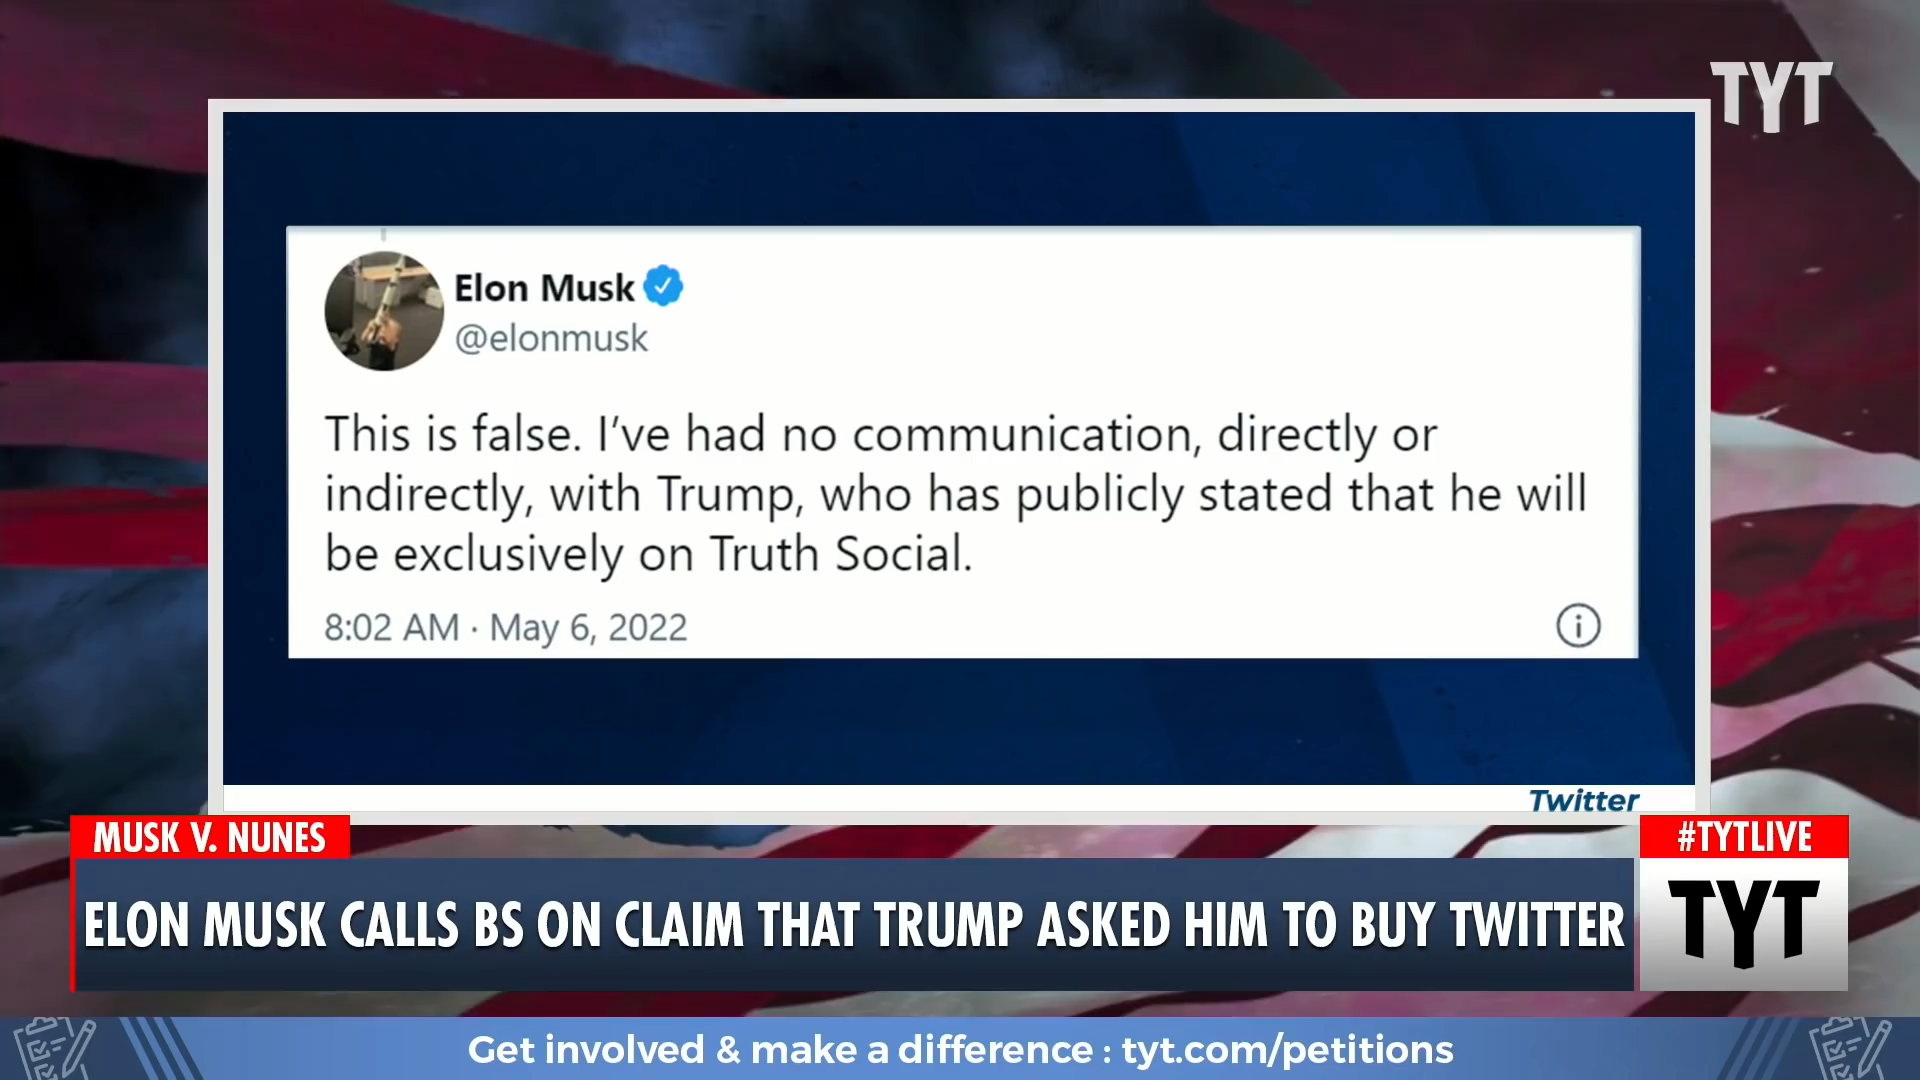 TYT
Elon Musk
@elonmusk
This is false. I’ve had no communication, directly or
indirectly, with Trump, who has publicly stated that he will
be exclusively on Truth Social.
8:02 AM · May 6, 2022
Twitter
MUSK V. NUNES
#TYTLIVE
ELON MUSK CALLS BS ON CLAIM THAT TRUMP ASKED HIM TO BUY TWITTER
TYT
Get involved & make a difference : tyt.com/petitions